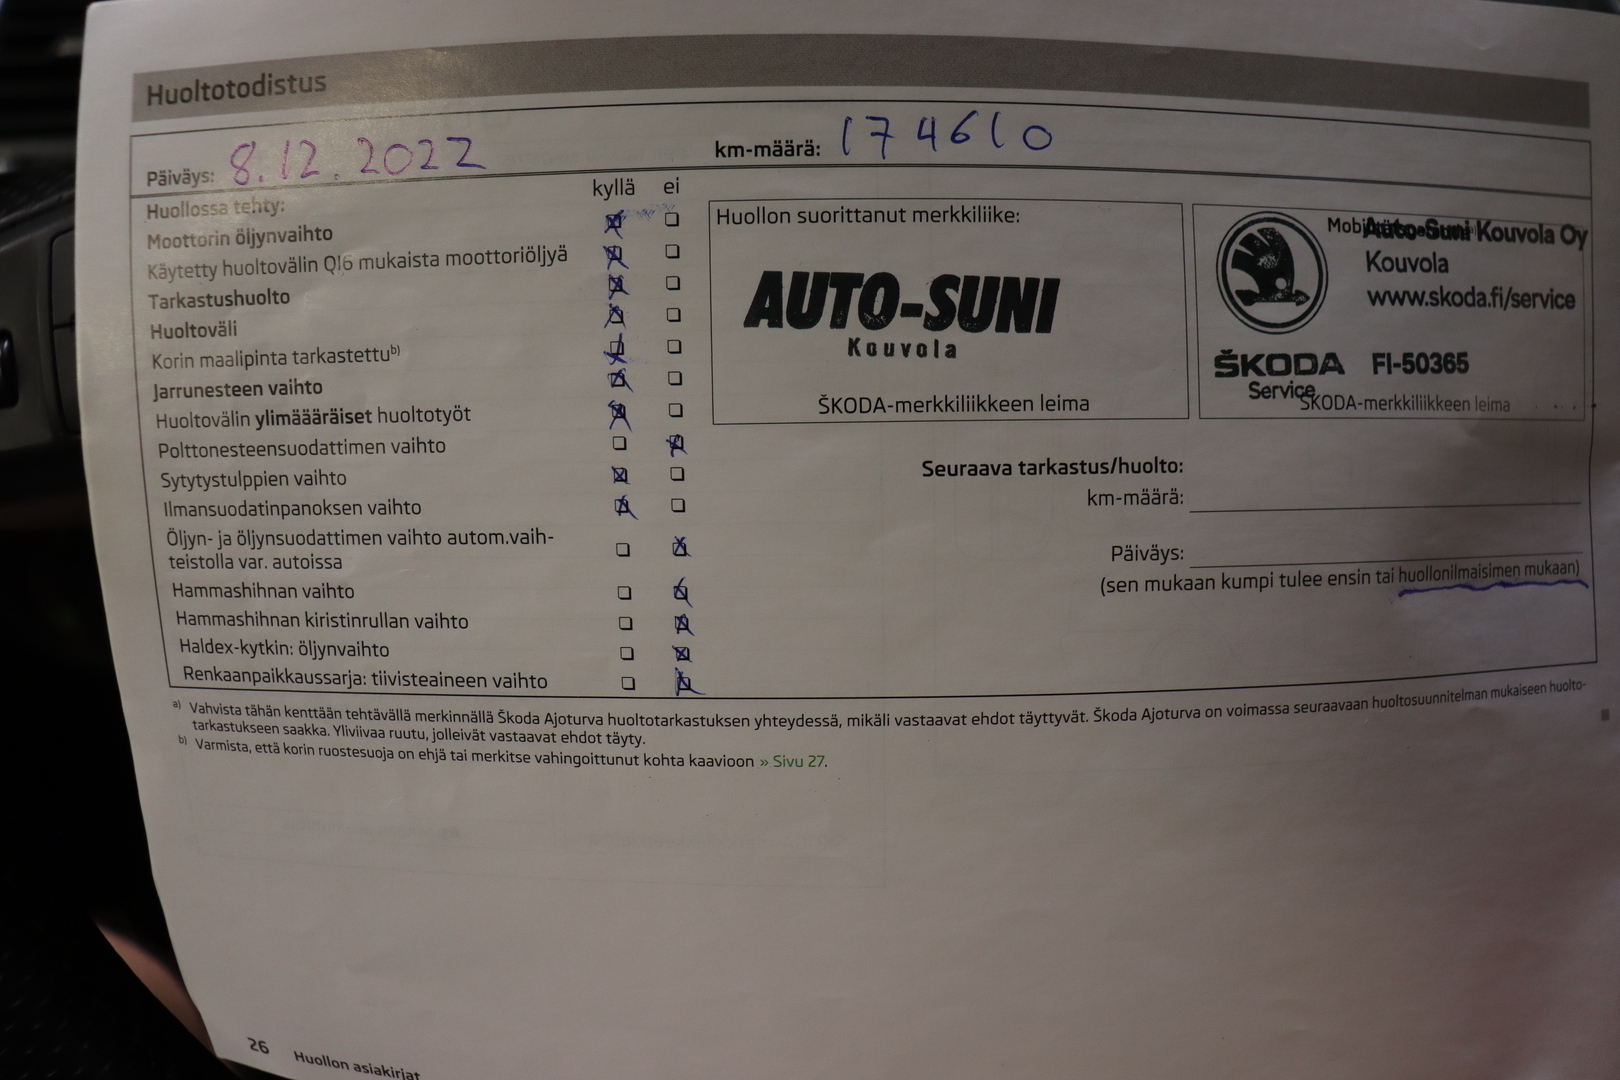 Huoltotodistus
Päiväys: 8.12.2022
km-määrä: 174610
kyllä ei
Huollossa tehty:
Moottorin öljynvaihto
Käytetty huoltovälin QI6 mukaista moottoriöljyä
Tarkastushuolto
Huoltoväli
Korin maalipinta tarkastettu b)
Jarrunesteen vaihto
Huoltovälin ylimäääräiset huoltotyöt
Polttonesteensuodattimen vaihto
Sytytystulppien vaihto
Ilmansuodatinpanoksen vaihto
Öljyn- ja öljynsuodattimen vaihto autom.vaih-
teistolla var. autoissa
Hammashihnan vaihto
Hammashihnan kiristinrullan vaihto
Haldex-kytkin: öljynvaihto
Renkaanpaikkaussarja: tiivisteaineen vaihto
Huollon suorittanut merkkiliike:
AUTO-SUNI
Kouvola
ŠKODA-merkkiliikkeen leima
Auto-Suni Kouvola Oy
Kouvola
www.skoda.fi/service
ŠKODA FI-50365
Service
ŠKODA-merkkiliikkeen leima
Seuraava tarkastus/huolto:
km-määrä:
Päiväys:
(sen mukaan kumpi tulee ensin tai huollonilmaisimen mukaan)
a) Vahvista tähän kenttään tehtävällä merkinnällä Škoda Ajoturva huoltotarkastuksen yhteydessä, mikäli vastaavat ehdot täyttyvät. Škoda Ajoturva on voimassa seuraavaan huoltosuunnitelman mukaiseen huolto-
tarkastukseen saakka. Yliviivaa ruutu, jolleivät vastaavat ehdot täyty.
b) Varmista, että korin ruostesuoja on ehjä tai merkitse vahingoittunut kohta kaavioon » Sivu 27.
26 Huollon asiakirjat